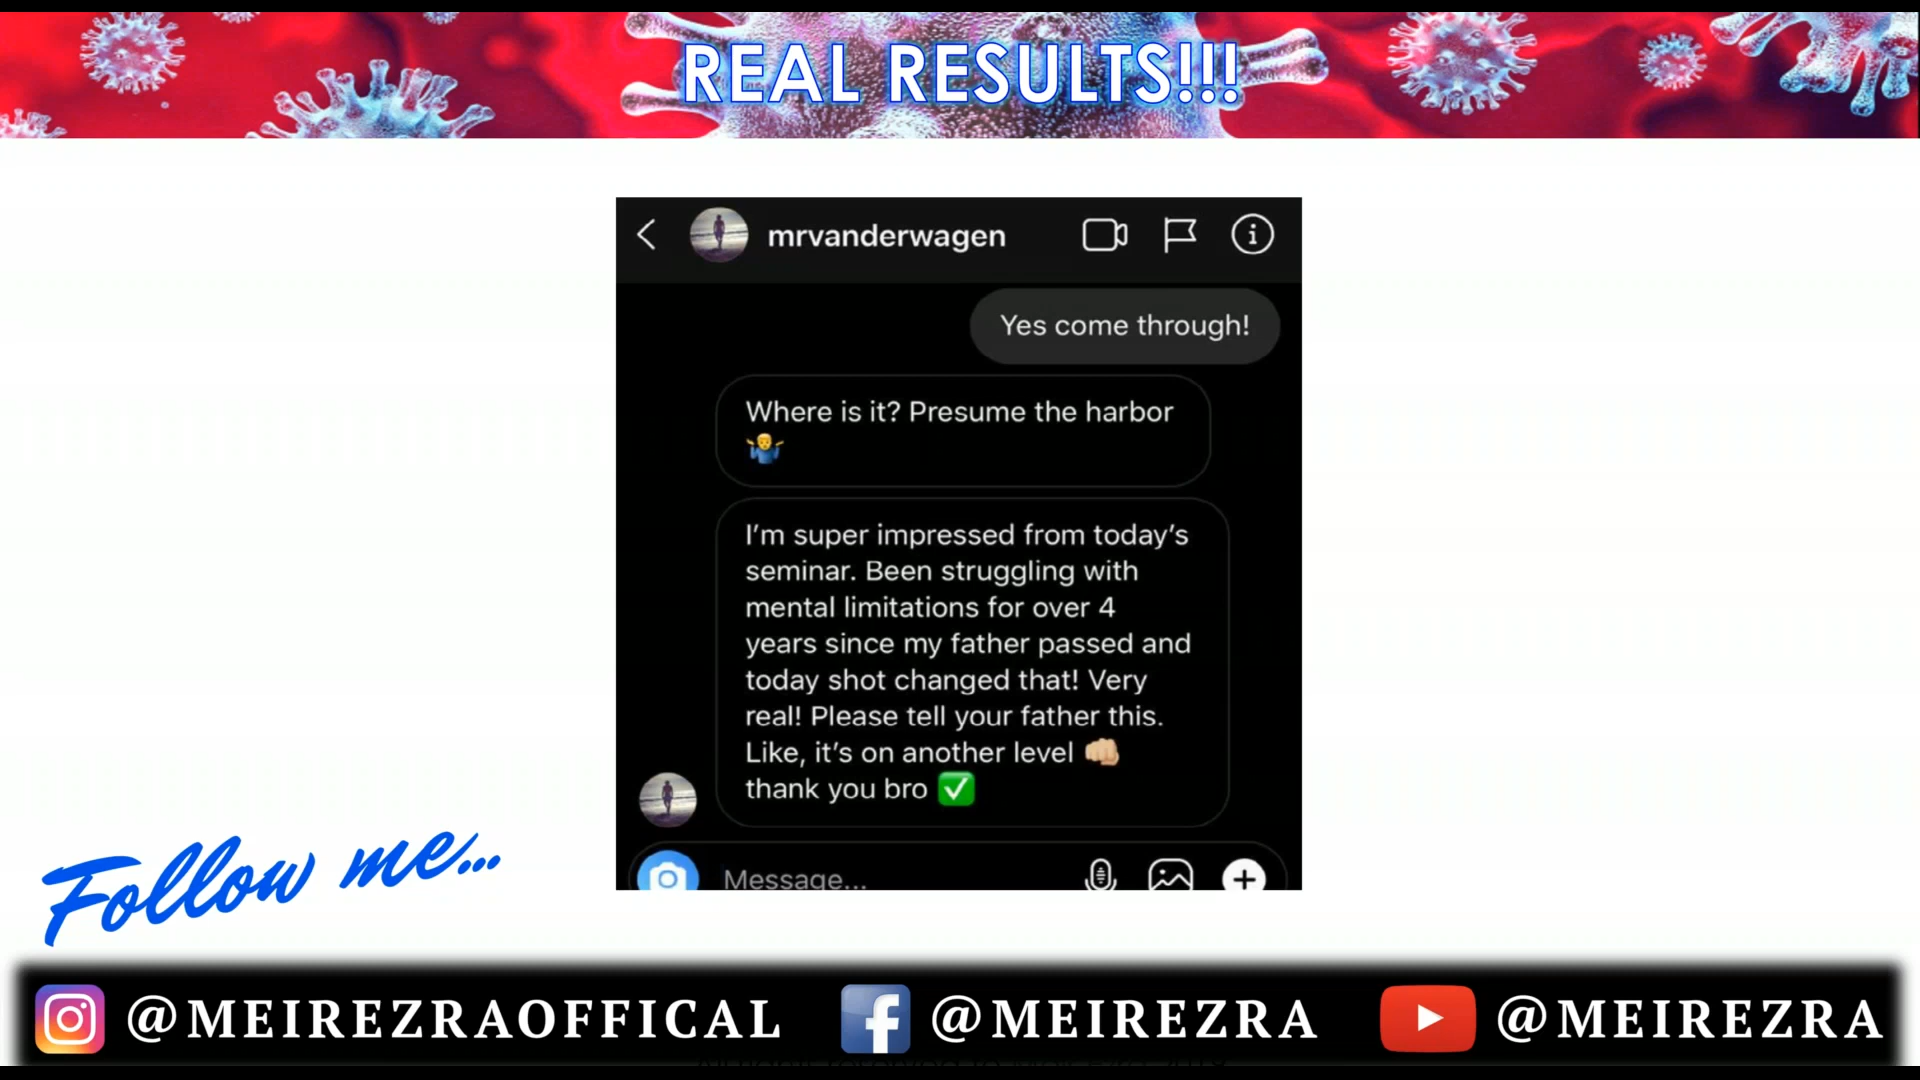 REAL RESULTS!!!
mrvanderwagen
Yes come through!
Where is it? Presume the harbor
🤷‍♂️
I'm super impressed from today's
seminar. Been struggling with
mental limitations for over 4
years since my father passed and
today shot changed that! Very
real! Please tell your father this.
Like, it's on another level 👊🏼
thank you bro ✅
Message...
Follow me...
@MEIREZRAOFFICAL @MEIREZRA @MEIREZRA